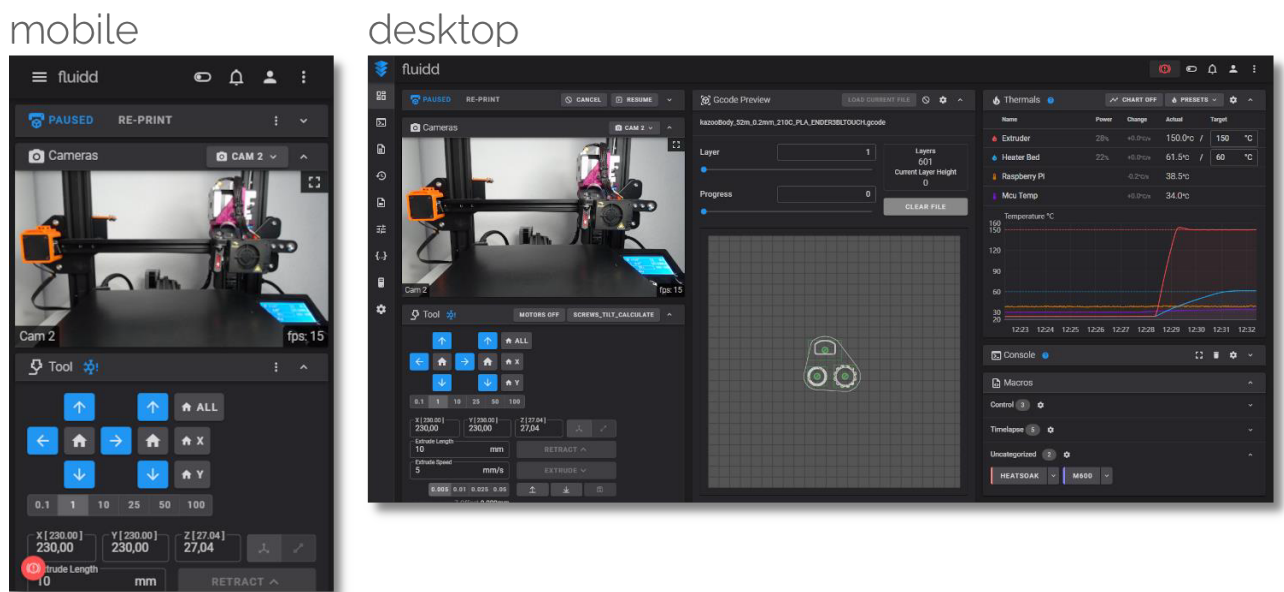 mobile
fluidd
PAUSED RE-PRINT
Cameras CAM 2
Cam 2 fps: 15
Tool
ALL
X
Y
0.1 1 10 25 50 100
X [ 230.00 ] Y [ 230.00 ] Z [ 27.04 ]
230,00 230,00 27,04
trude Length
10 mm RETRACT
desktop
fluidd
PAUSED RE-PRINT CANCEL RESUME
Cameras CAM 2
Cam 2 fps: 15
Tool MOTORS OFF SCREWS_TILT_CALCULATE
ALL
X
Y
0.1 1 10 25 50 100
X [ 230.00 ] Y [ 230.00 ] Z [ 27.04 ]
230,00 230,00 27,04
Extrude Length
10 mm RETRACT
Extrude Speed
5 mm/s EXTRUDE
0.005 0.01 0.025 0.05
Gcode Preview LOAD CURRENT FILE
kazooBody_52m_0.2mm_210C_PLA_ENDER3BLTOUCH.gcode
Layer 1
Layers
601
Current Layer Height
0
Progress 0
CLEAR FILE
Thermals CHART OFF PRESETS
Name Power Change Actual Target
Extruder 28% +0.0°C/s 150.0°C / 150 °C
Heater Bed 22% +0.0°C/s 61.5°C / 60 °C
Raspberry Pi -0.2°C/s 38.5°C
Mcu Temp +0.0°C/s 34.0°C
Temperature °C
160
150
120
90
60
30
20
12:23 12:24 12:25 12:26 12:27 12:28 12:29 12:30 12:31 12:32
Console
Macros
Control 3
Timelapse 5
Uncategorized 2
HEATSOAK M600